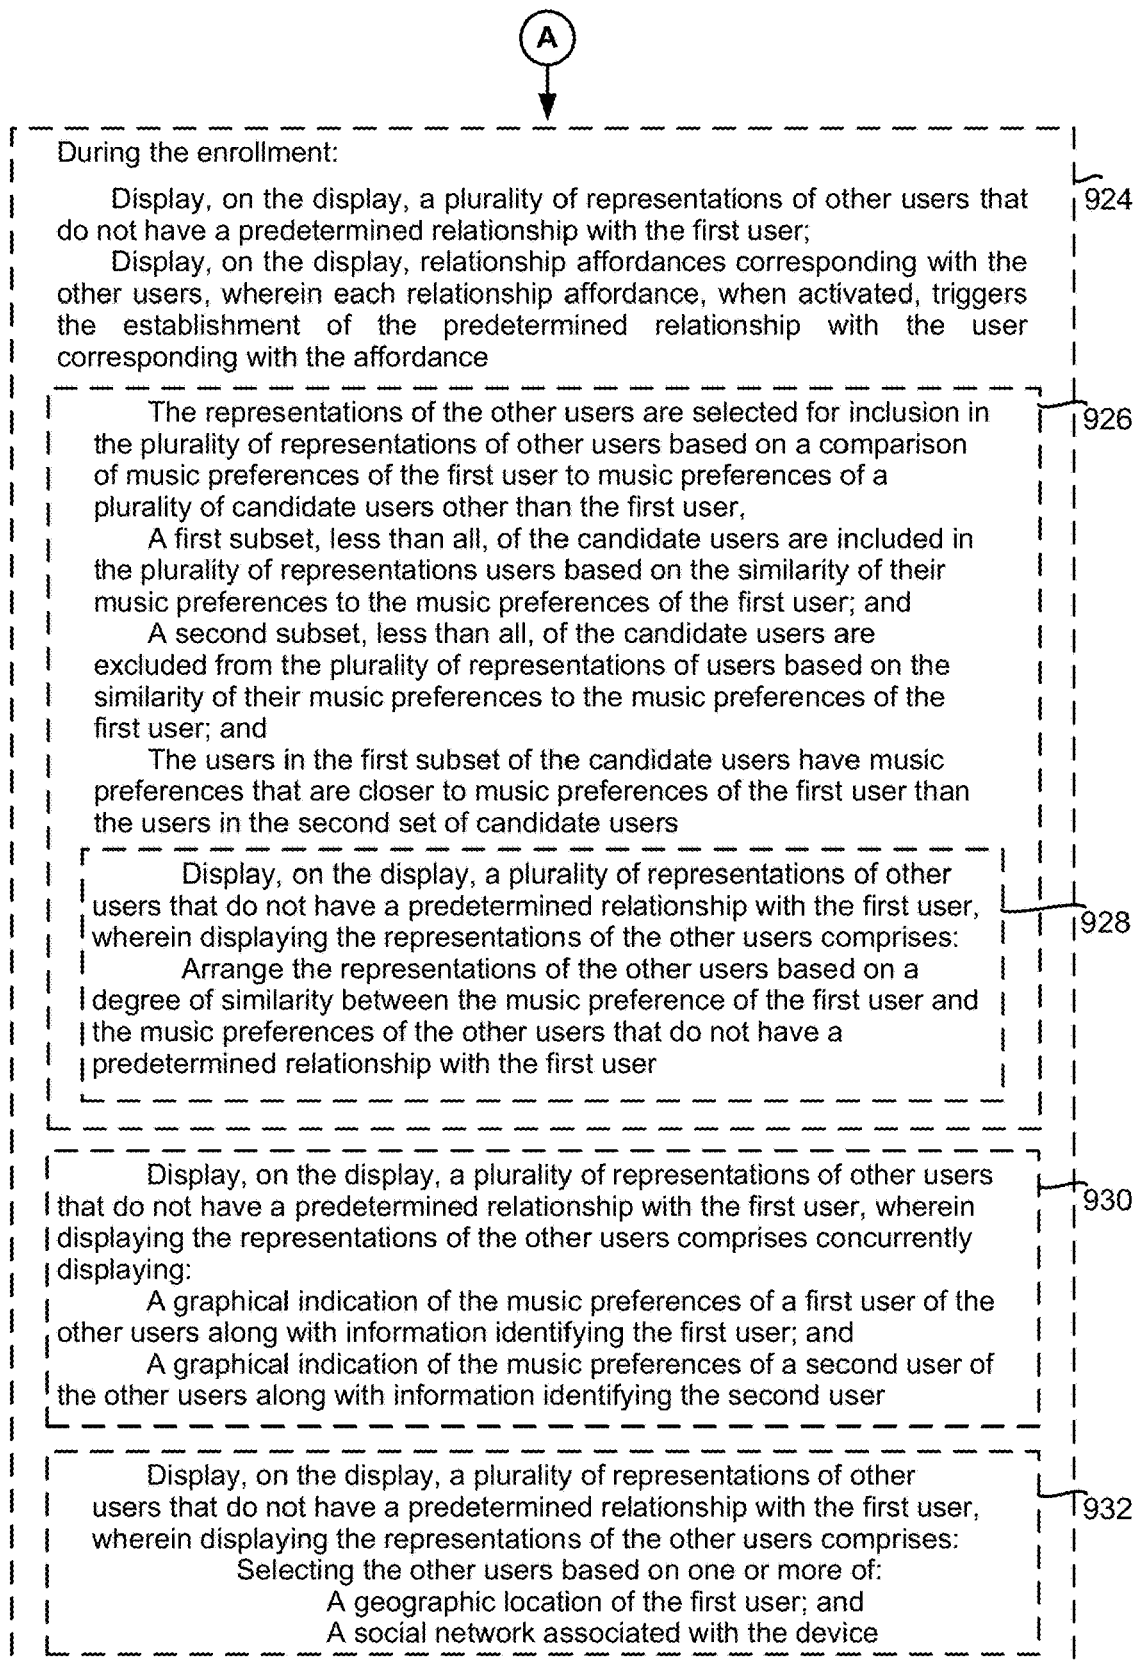 A
During the enrollment:
Display, on the display, a plurality of representations of other users that
do not have a predetermined relationship with the first user;
Display, on the display, relationship affordances corresponding with the
other users, wherein each relationship affordance, when activated, triggers
the establishment of the predetermined relationship with the user
corresponding with the affordance
924
The representations of the other users are selected for inclusion in
the plurality of representations of other users based on a comparison
of music preferences of the first user to music preferences of a
plurality of candidate users other than the first user,
A first subset, less than all, of the candidate users are included in
the plurality of representations users based on the similarity of their
music preferences to the music preferences of the first user; and
A second subset, less than all, of the candidate users are
excluded from the plurality of representations of users based on the
similarity of their music preferences to the music preferences of the
first user; and
The users in the first subset of the candidate users have music
preferences that are closer to music preferences of the first user than
the users in the second set of candidate users
926
Display, on the display, a plurality of representations of other
users that do not have a predetermined relationship with the first user,
wherein displaying the representations of the other users comprises:
Arrange the representations of the other users based on a
degree of similarity between the music preference of the first user and
the music preferences of the other users that do not have a
predetermined relationship with the first user
928
Display, on the display, a plurality of representations of other users
that do not have a predetermined relationship with the first user, wherein
displaying the representations of the other users comprises concurrently
displaying:
A graphical indication of the music preferences of a first user of the
other users along with information identifying the first user; and
A graphical indication of the music preferences of a second user of
the other users along with information identifying the second user
930
Display, on the display, a plurality of representations of other
users that do not have a predetermined relationship with the first user,
wherein displaying the representations of the other users comprises:
Selecting the other users based on one or more of:
A geographic location of the first user; and
A social network associated with the device
932